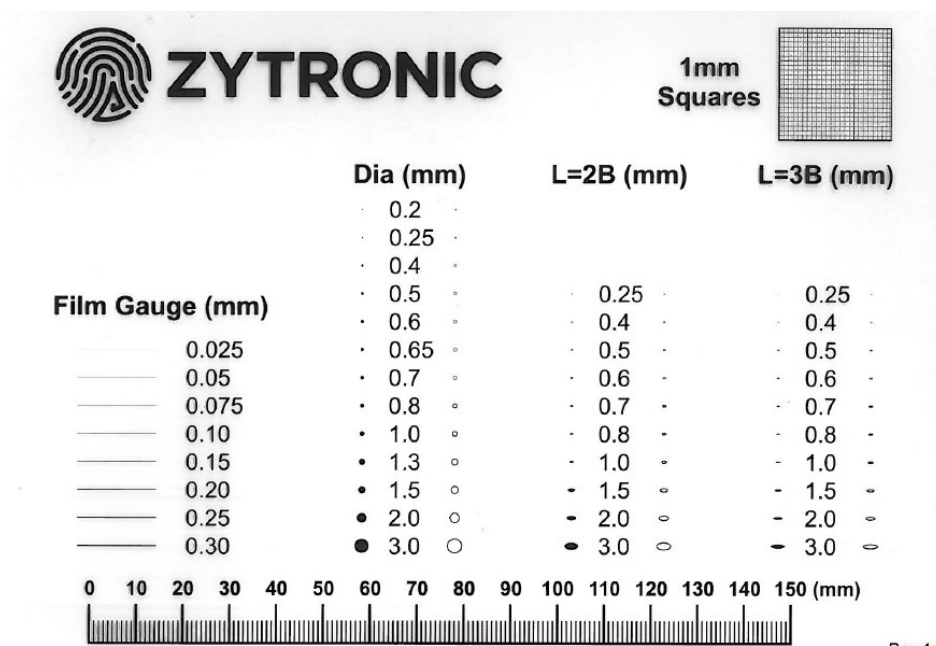 ZYTRONIC
1mm
Squares
Dia (mm) L=2B (mm) L=3B (mm)
0.2
0.25
0.4
0.5 0.25 0.25
Film Gauge (mm)
0.6 0.4 0.4
0.025 0.65 0.5 0.5
0.05 0.7 0.6 0.6
0.075 0.8 0.7 0.7
0.10 1.0 0.8 0.8
0.15 1.3 1.0 1.0
0.20 1.5 1.5 1.5
0.25 2.0 2.0 2.0
0.30 3.0 3.0 3.0
0 10 20 30 40 50 60 70 80 90 100 110 120 130 140 150 (mm)